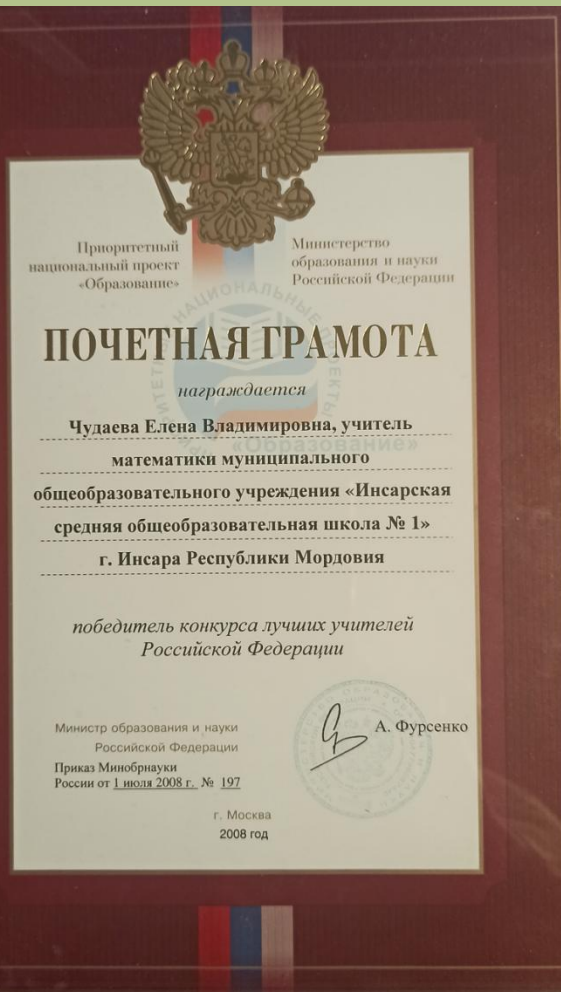 Приоритетный
национальный проект
«Образование»
Министерство
образования и науки
Российской Федерации
ПОЧЕТНАЯ ГРАМОТА
награждается
Чудаева Елена Владимировна, учитель
математики муниципального
общеобразовательного учреждения «Инсарская
средняя общеобразовательная школа № 1»
г. Инсара Республики Мордовия
«Образование»
победитель конкурса лучших учителей
Российской Федерации
Министр образования и науки
Российской Федерации
А. Фурсенко
Приказ Минобрнауки
России от 1 июля 2008 г. № 197
г. Москва
2008 год